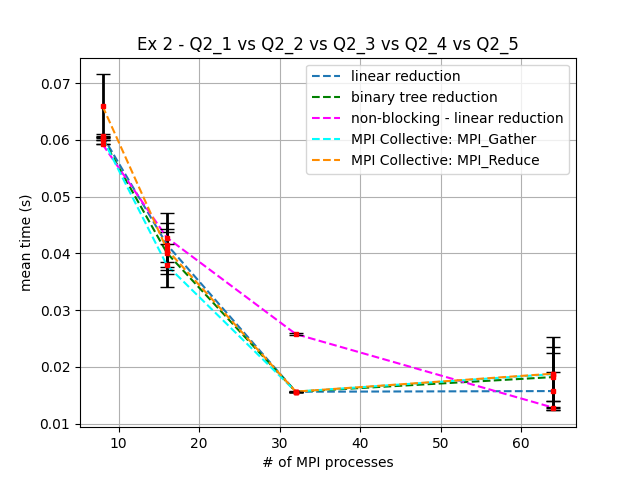 Ex 2 - Q2_1 vs Q2_2 vs Q2_3 vs Q2_4 vs Q2_5
linear reduction
binary tree reduction
non-blocking - linear reduction
MPI Collective: MPI_Gather
MPI Collective: MPI_Reduce
mean time (s)
0.07
0.06
0.05
0.04
0.03
0.02
0.01
10 20 30 40 50 60
# of MPI processes